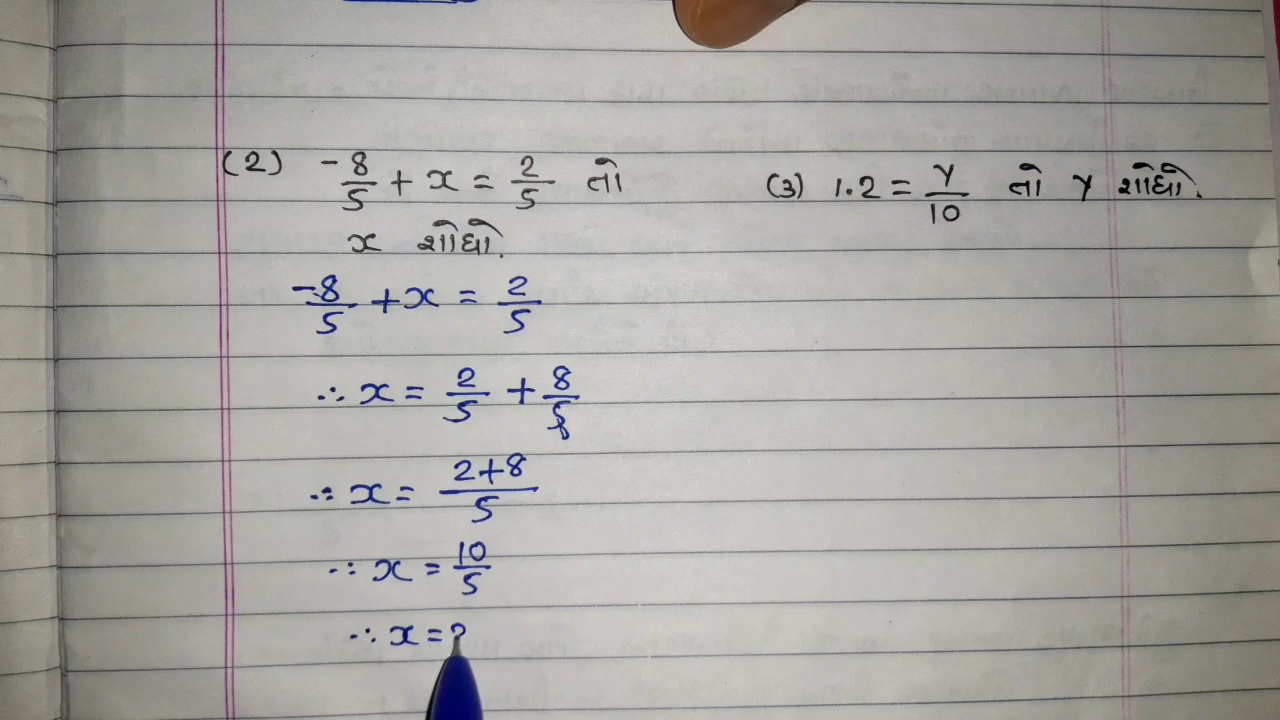 (2) -8/5 + x = 2/5 તો
x શોધો.
-8/5 + x = 2/5
∴ x = 2/5 + 8/5
∴ x = 2+8/5
∴ x = 10/5
∴ x = 2
(3) 1.2 = y/10 તો y શોધો.